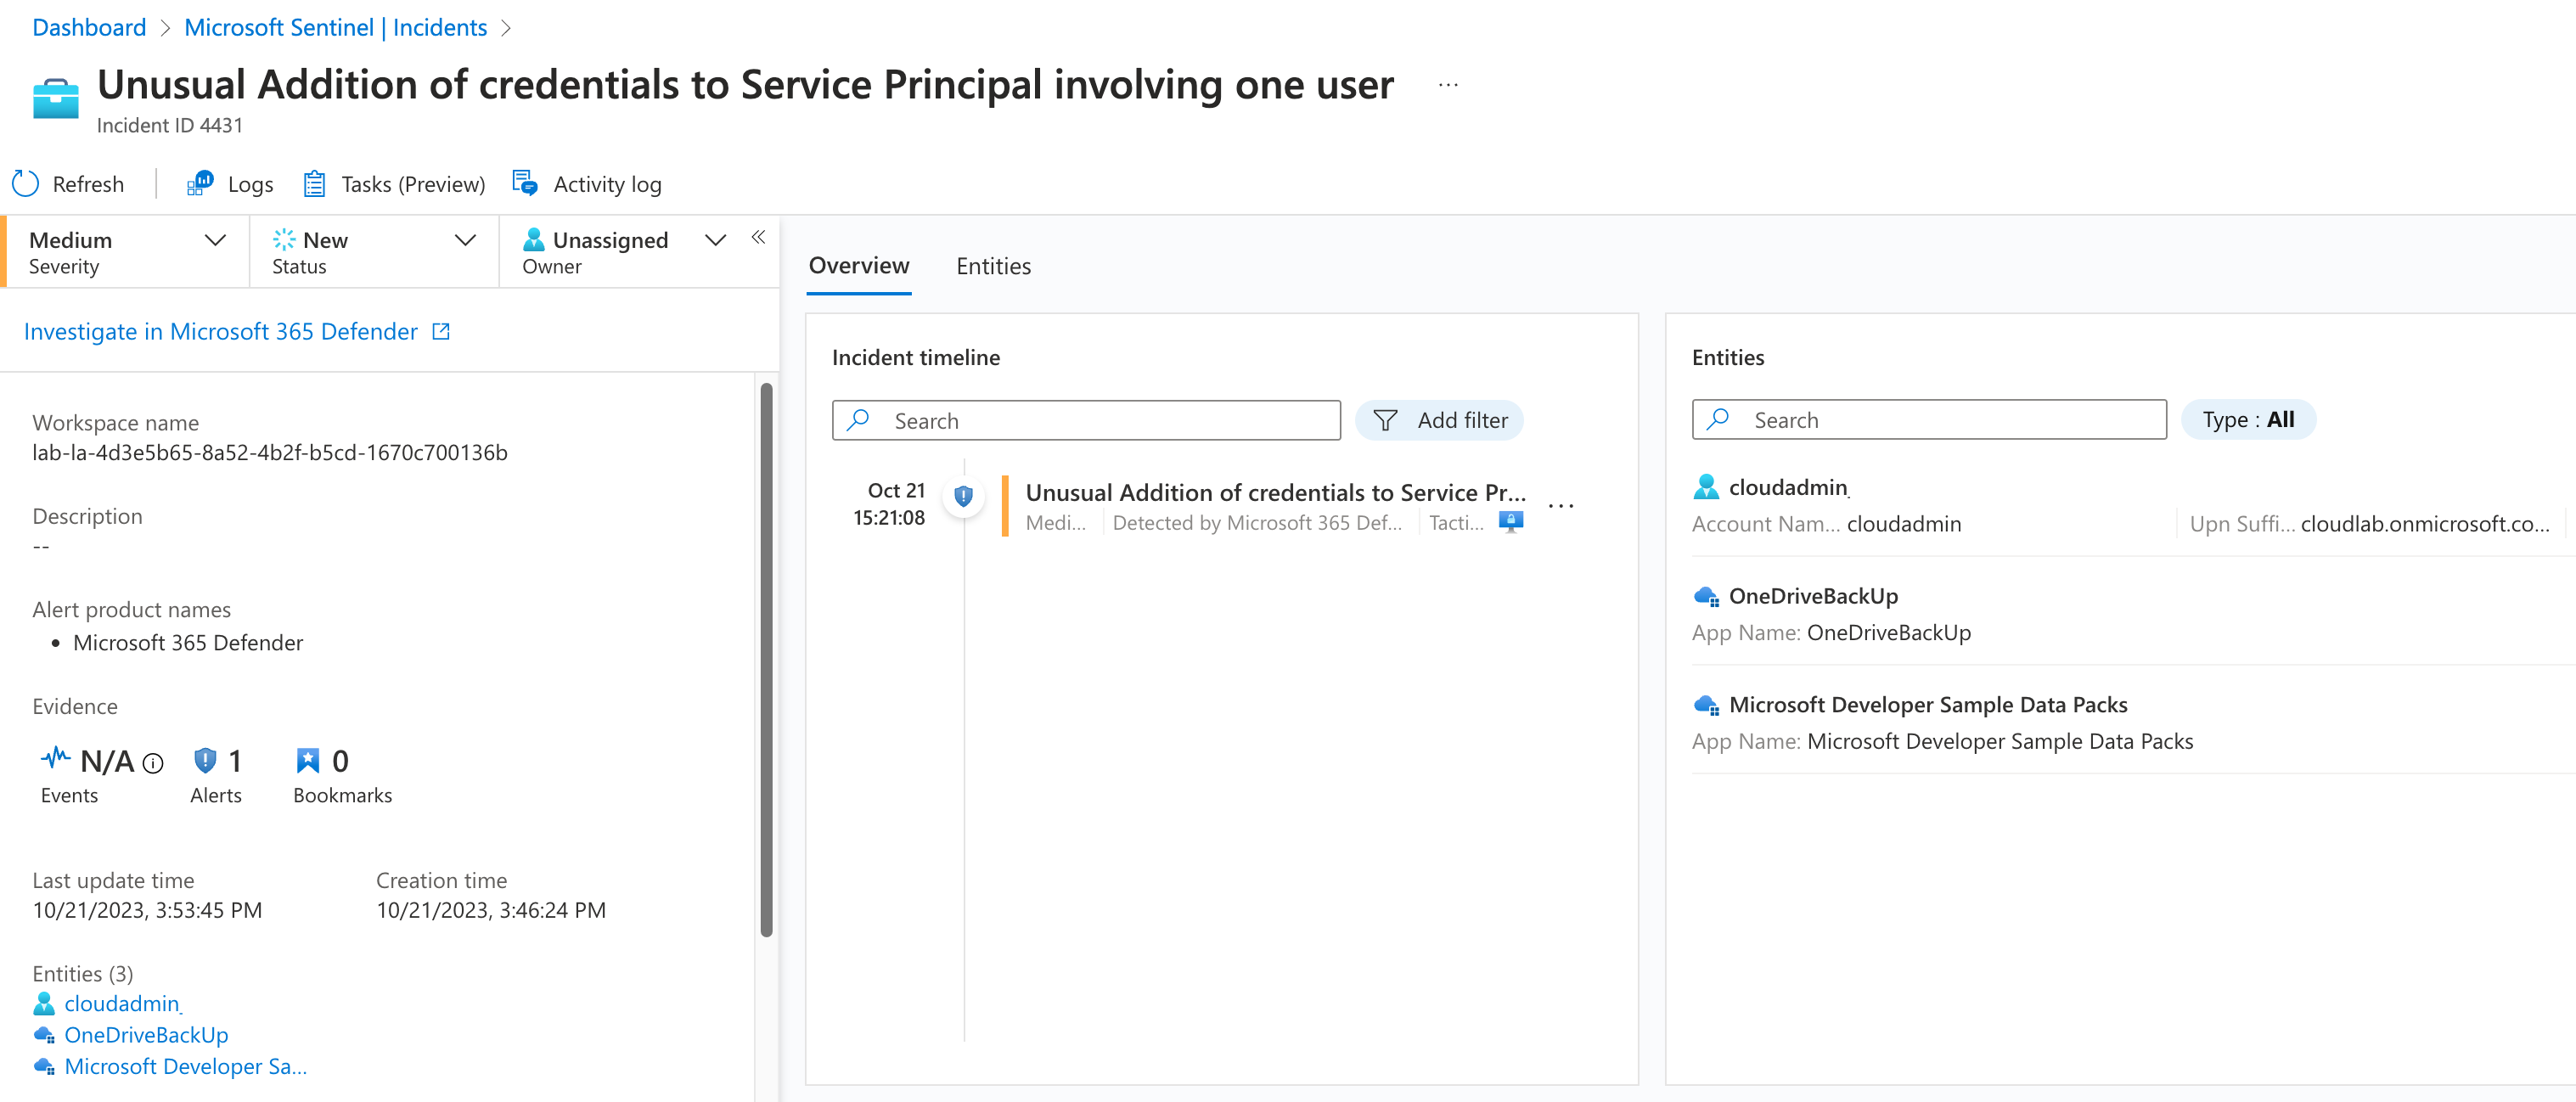 Dashboard > Microsoft Sentinel | Incidents >
Unusual Addition of credentials to Service Principal involving one user ...
Incident ID 4431
Refresh | Logs Tasks (Preview) Activity log
Medium New Unassigned «
Severity Status Owner
Investigate in Microsoft 365 Defender
Workspace name
lab-la-4d3e5b65-8a52-4b2f-b5cd-1670c700136b
Description
--
Alert product names
• Microsoft 365 Defender
Evidence
N/A 1 0
Events Alerts Bookmarks
Last update time Creation time
10/21/2023, 3:53:45 PM 10/21/2023, 3:46:24 PM
Entities (3)
cloudadmin
OneDriveBackUp
Microsoft Developer Sa...
Overview Entities
Incident timeline
Search Add filter
Oct 21
15:21:08
Unusual Addition of credentials to Service Pr... ...
Medi... Detected by Microsoft 365 Def... Tacti...
Entities
Search Type : All
cloudadmin
Account Nam... cloudadmin Upn Suffi... cloudlab.onmicrosoft.co...
OneDriveBackUp
App Name: OneDriveBackUp
Microsoft Developer Sample Data Packs
App Name: Microsoft Developer Sample Data Packs